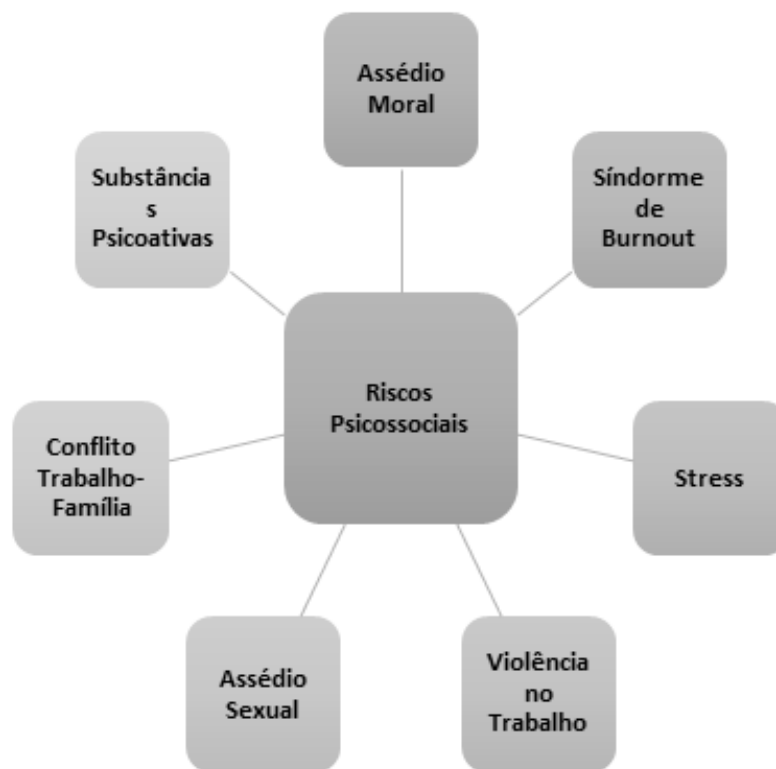 Assédio
Moral
Síndorme
de
Burnout
Stress
Violência
no
Trabalho
Assédio
Sexual
Conflito
Trabalho-
Família
Substância
s
Psicoativas
Riscos
Psicossociais